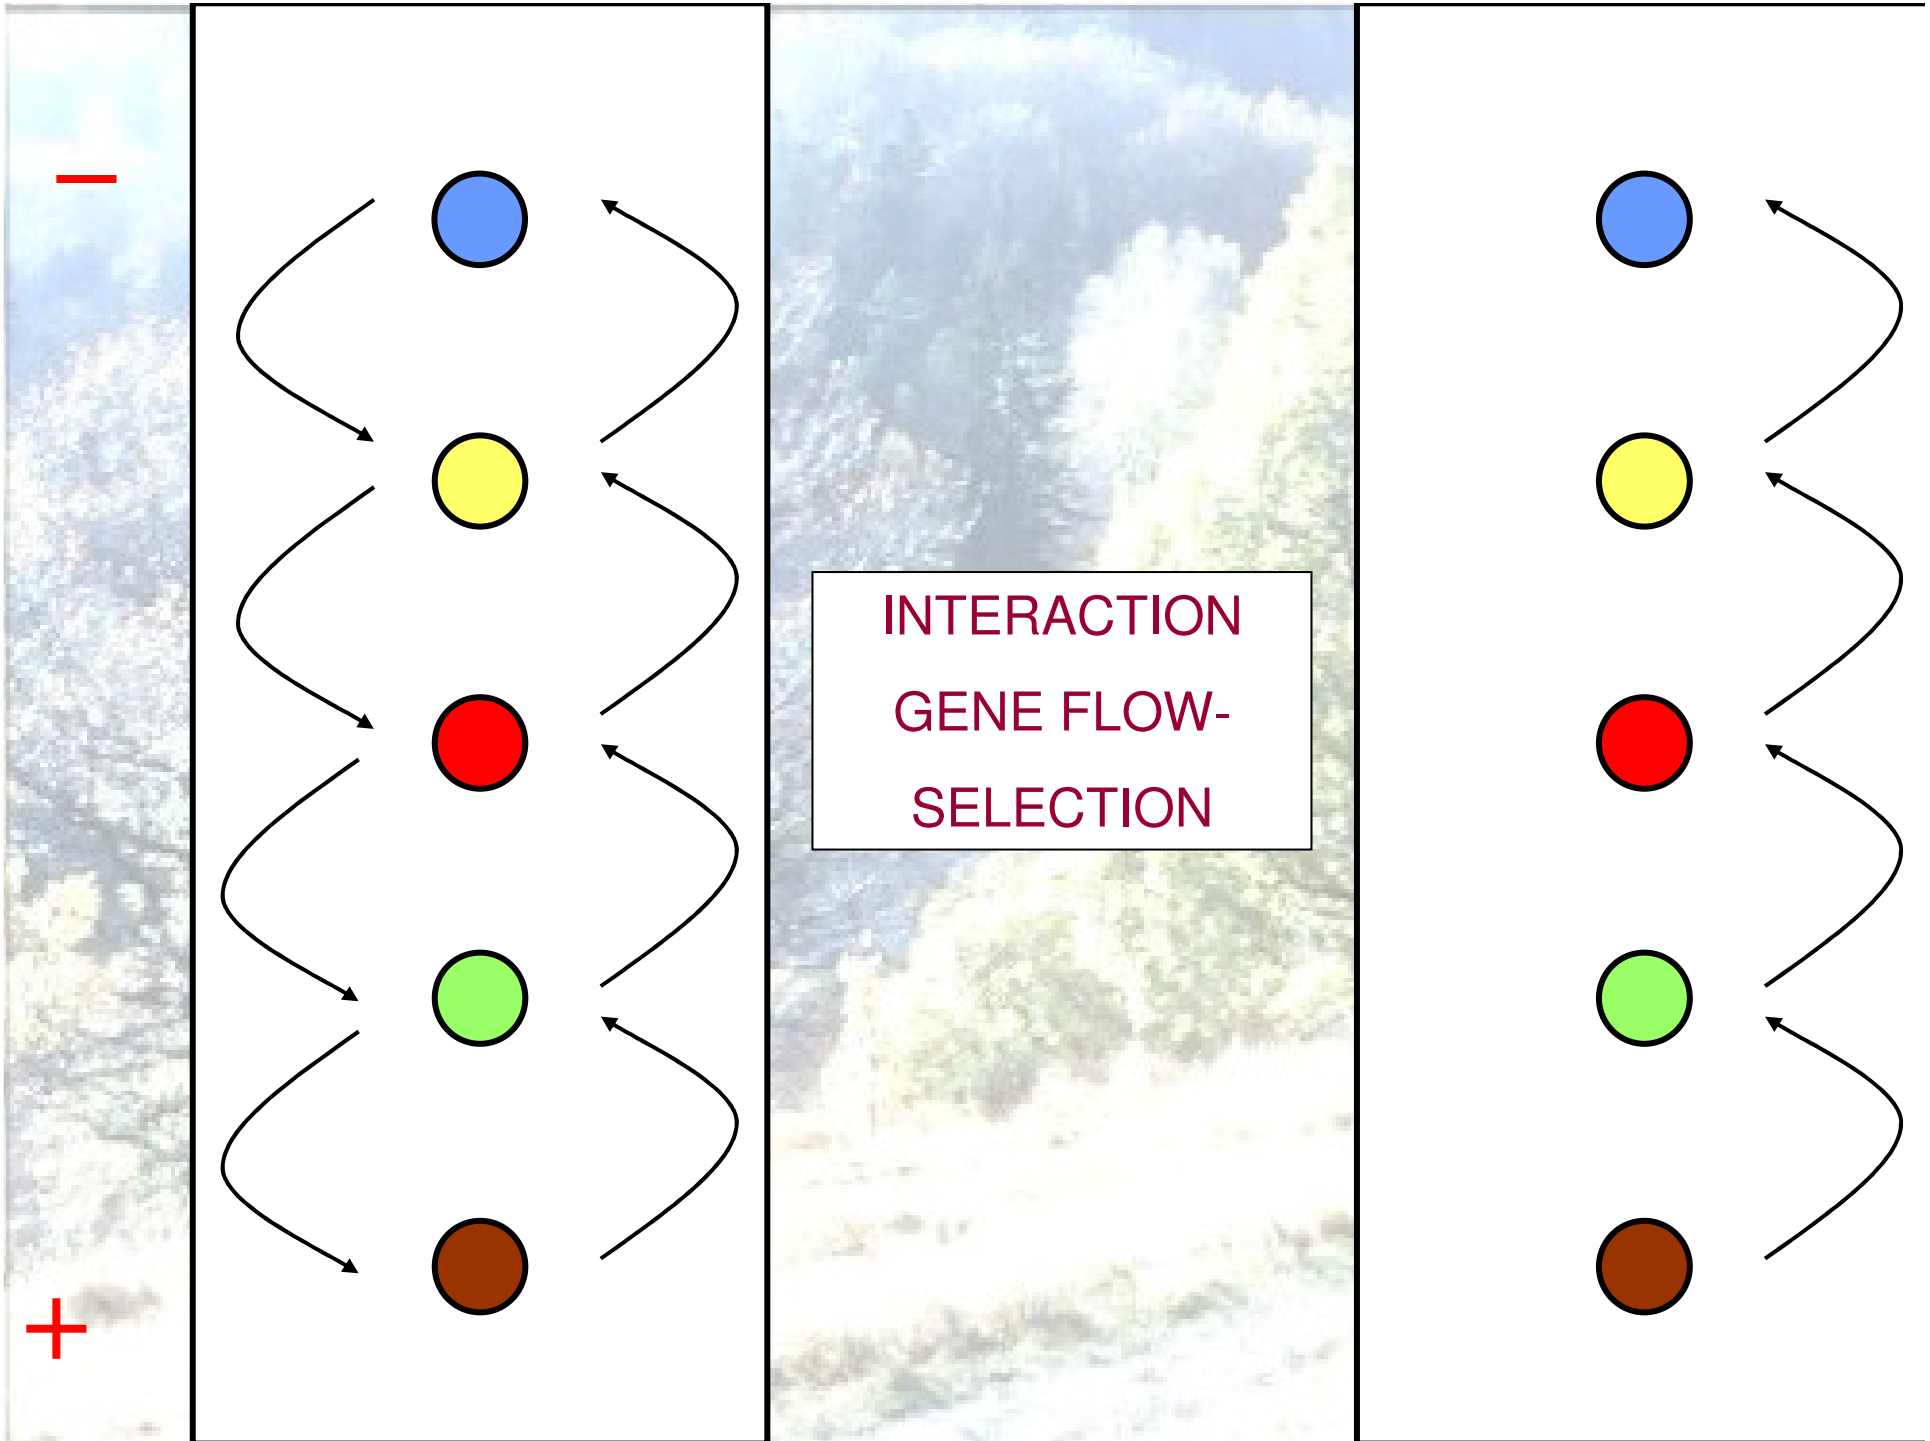 –
INTERACTION
GENE FLOW-
SELECTION
+